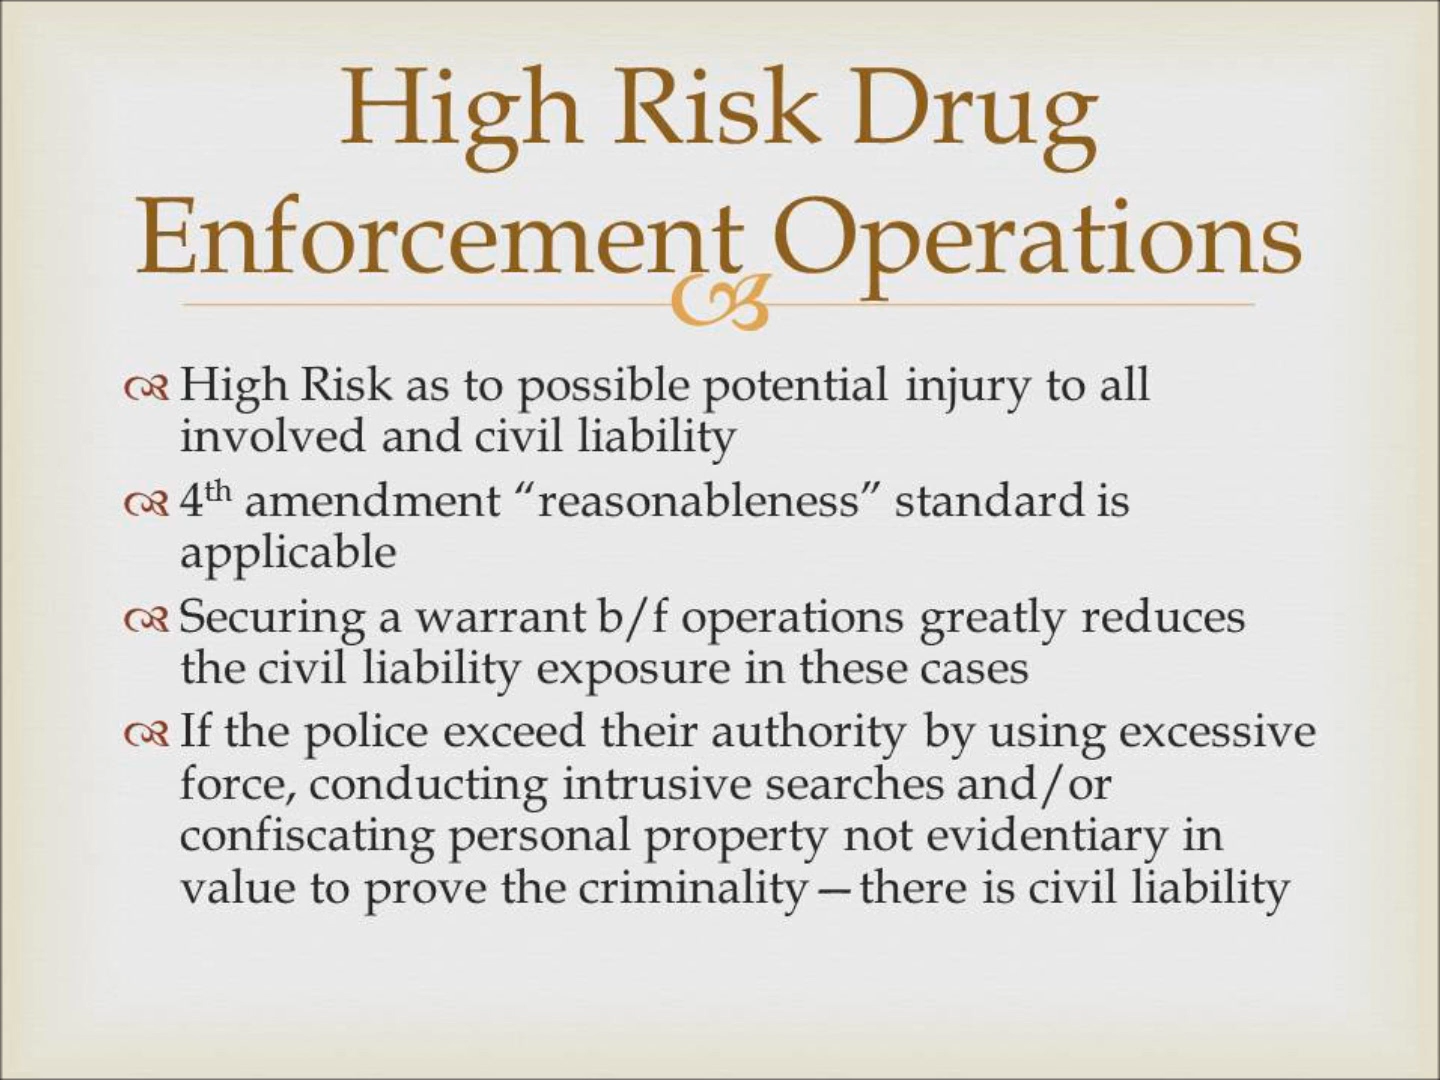 High Risk Drug
Enforcement Operations
High Risk as to possible potential injury to all
involved and civil liability
4th amendment “reasonableness” standard is
applicable
Securing a warrant b/f operations greatly reduces
the civil liability exposure in these cases
If the police exceed their authority by using excessive
force, conducting intrusive searches and/or
confiscating personal property not evidentiary in
value to prove the criminality—there is civil liability